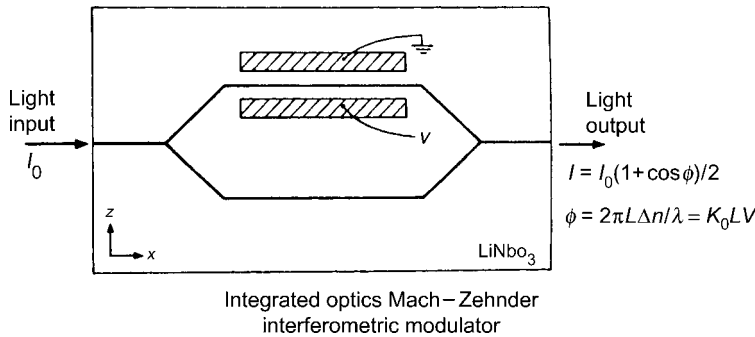 Light
input
I₀
V
z
x
LiNbo₃
Light
output
I = I₀(1+cosϕ)/2
ϕ = 2πLΔn/λ = K₀LV
Integrated optics Mach–Zehnder
interferometric modulator